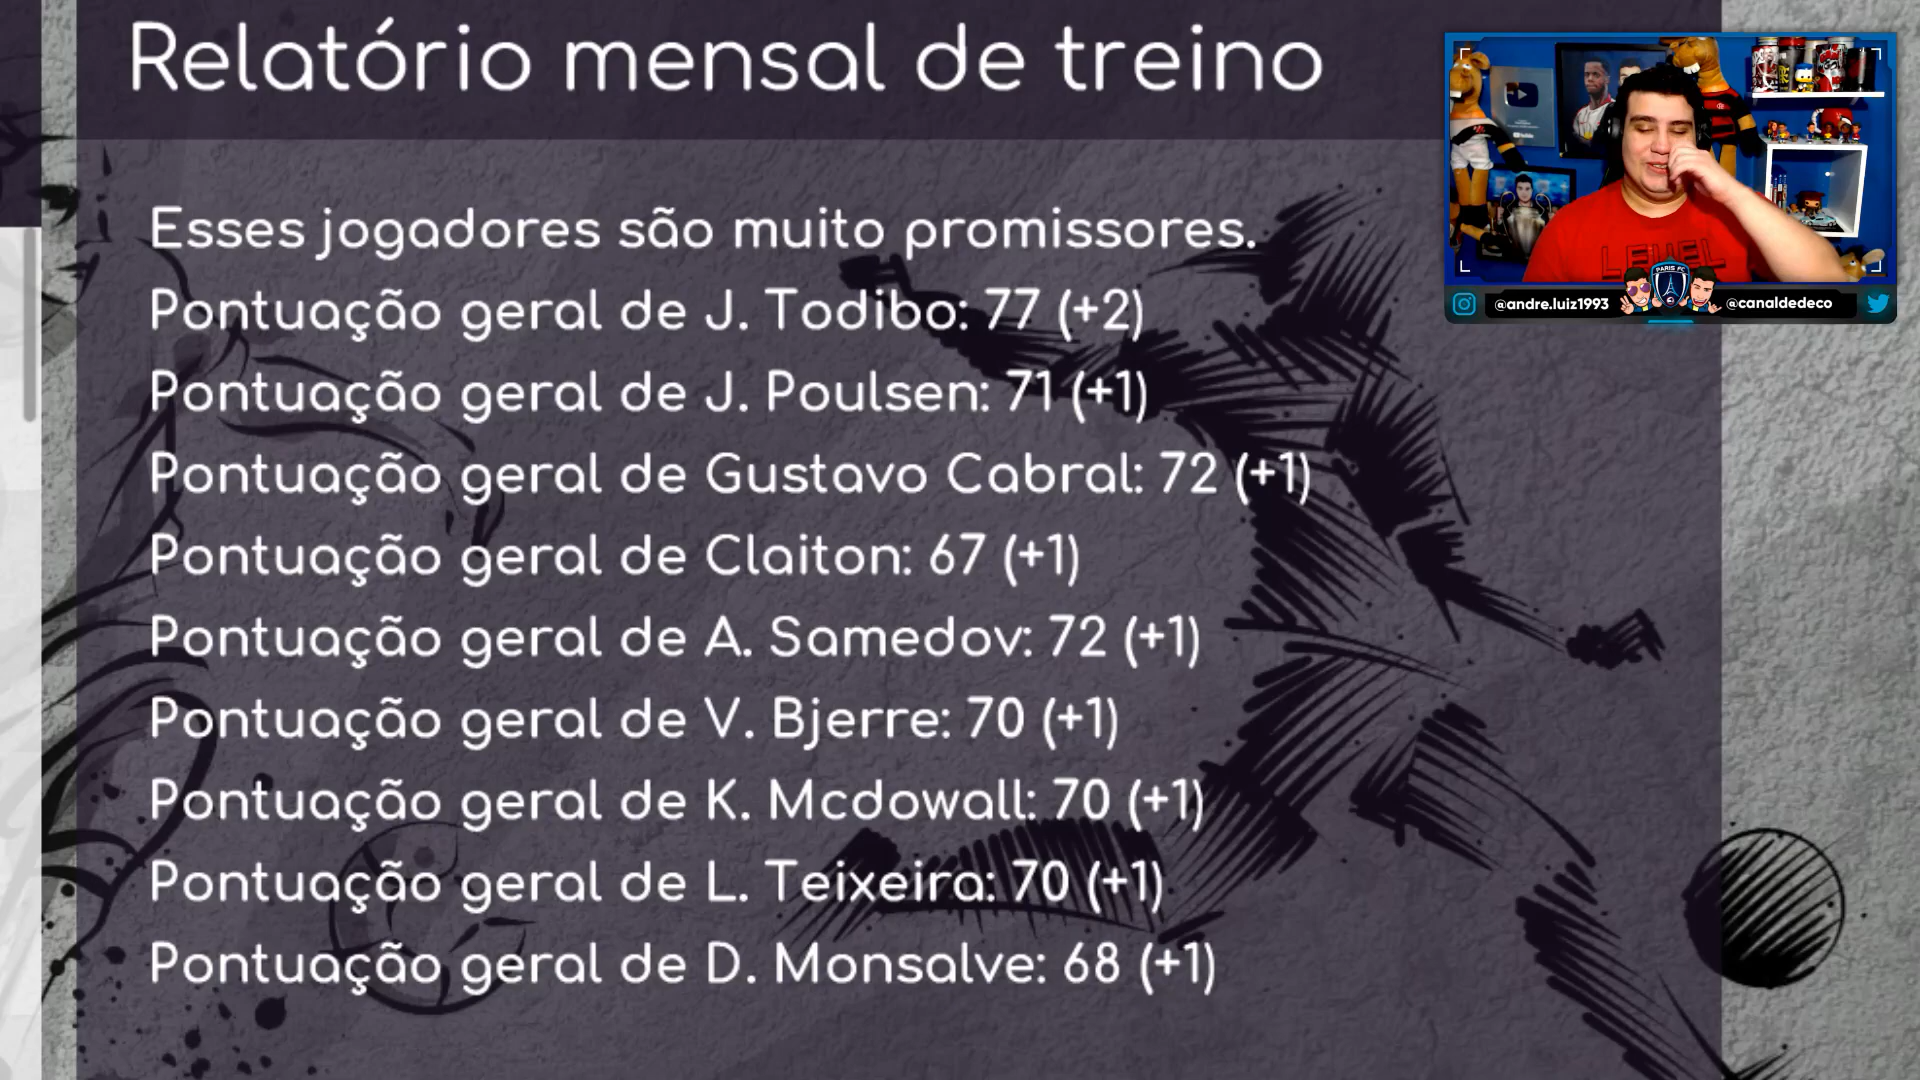 Relatório mensal de treino
Esses jogadores são muito promissores.
Pontuação geral de J. Todibo: 77 (+2)
Pontuação geral de J. Poulsen: 71 (+1)
Pontuação geral de Gustavo Cabral: 72 (+1)
Pontuação geral de Claiton: 67 (+1)
Pontuação geral de A. Samedov: 72 (+1)
Pontuação geral de V. Bjerre: 70 (+1)
Pontuação geral de K. Mcdowall: 70 (+1)
Pontuação geral de L. Teixeira: 70 (+1)
Pontuação geral de D. Monsalve: 68 (+1)
LEVEL
PARIS FC
@andre.luiz1993
@canaldedeco